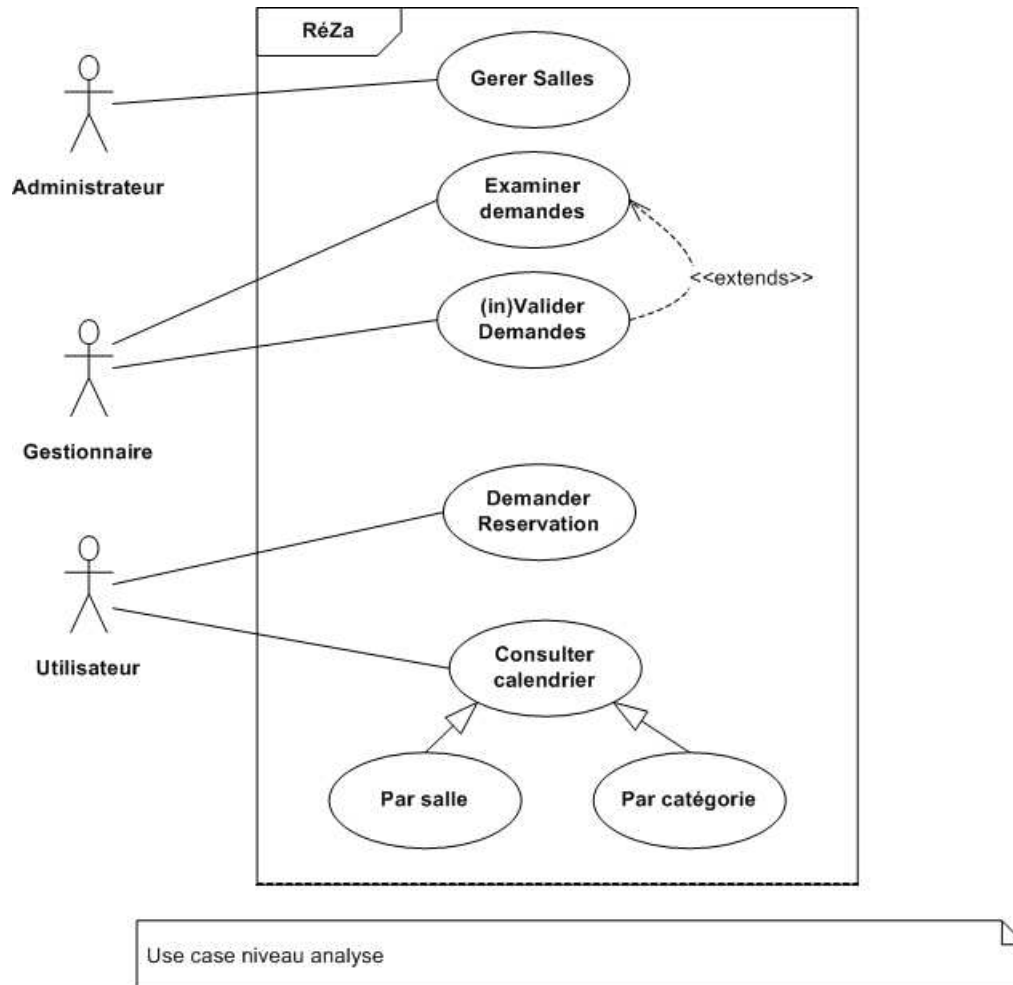 RéZa
Gerer Salles
Administrateur
Examiner
demandes
<<extends>>
(in)Valider
Demandes
Gestionnaire
Demander
Reservation
Utilisateur
Consulter
calendrier
Par salle
Par catégorie
Use case niveau analyse